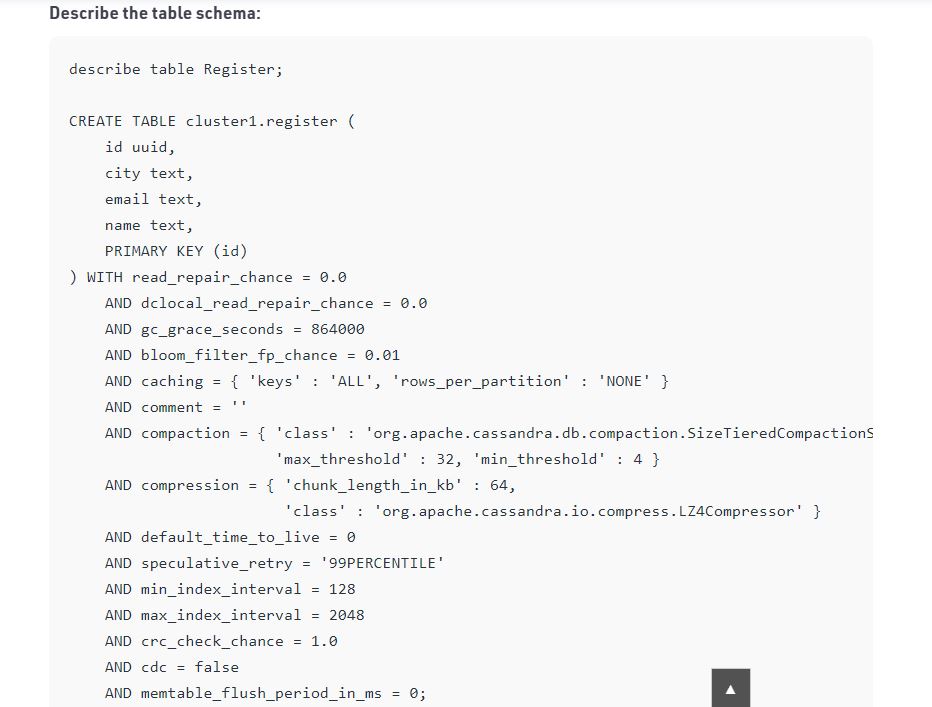 Describe the table schema:
describe table Register;
CREATE TABLE cluster1.register (
    id uuid,
    city text,
    email text,
    name text,
    PRIMARY KEY (id)
) WITH read_repair_chance = 0.0
    AND dclocal_read_repair_chance = 0.0
    AND gc_grace_seconds = 864000
    AND bloom_filter_fp_chance = 0.01
    AND caching = { 'keys' : 'ALL', 'rows_per_partition' : 'NONE' }
    AND comment = ''
    AND compaction = { 'class' : 'org.apache.cassandra.db.compaction.SizeTieredCompactionS
                       'max_threshold' : 32, 'min_threshold' : 4 }
    AND compression = { 'chunk_length_in_kb' : 64,
                        'class' : 'org.apache.cassandra.io.compress.LZ4Compressor' }
    AND default_time_to_live = 0
    AND speculative_retry = '99PERCENTILE'
    AND min_index_interval = 128
    AND max_index_interval = 2048
    AND crc_check_chance = 1.0
    AND cdc = false
    AND memtable_flush_period_in_ms = 0;